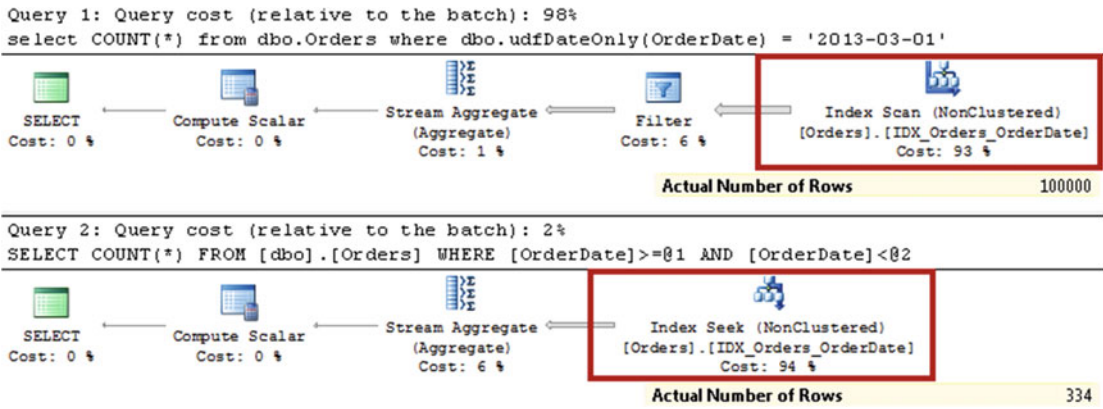 Query 1: Query cost (relative to the batch): 98%
select COUNT(*) from dbo.Orders where dbo.udfDateOnly(OrderDate) = '2013-03-01'
SELECT
Cost: 0 %
Compute Scalar
Cost: 0 %
Stream Aggregate
(Aggregate)
Cost: 1 %
Filter
Cost: 6 %
Index Scan (NonClustered)
[Orders].[IDX_Orders_OrderDate]
Cost: 93 %
Actual Number of Rows 100000
Query 2: Query cost (relative to the batch): 2%
SELECT COUNT(*) FROM [dbo].[Orders] WHERE [OrderDate]>=@1 AND [OrderDate]<@2
SELECT
Cost: 0 %
Compute Scalar
Cost: 0 %
Stream Aggregate
(Aggregate)
Cost: 6 %
Index Seek (NonClustered)
[Orders].[IDX_Orders_OrderDate]
Cost: 94 %
Actual Number of Rows 334